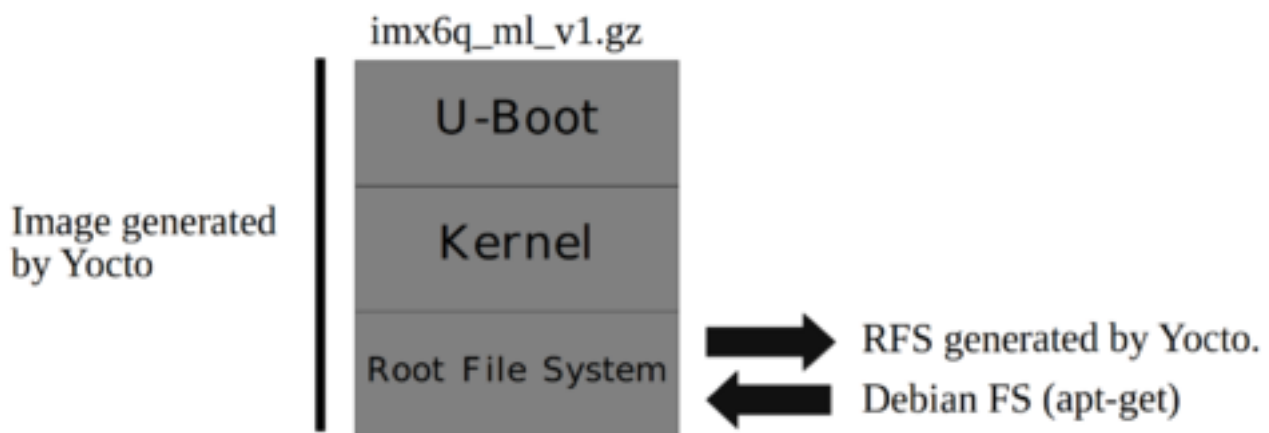 imx6q_ml_v1.gz
U-Boot
Image generated
by Yocto
Kernel
Root File System
RFS generated by Yocto.
Debian FS (apt-get)